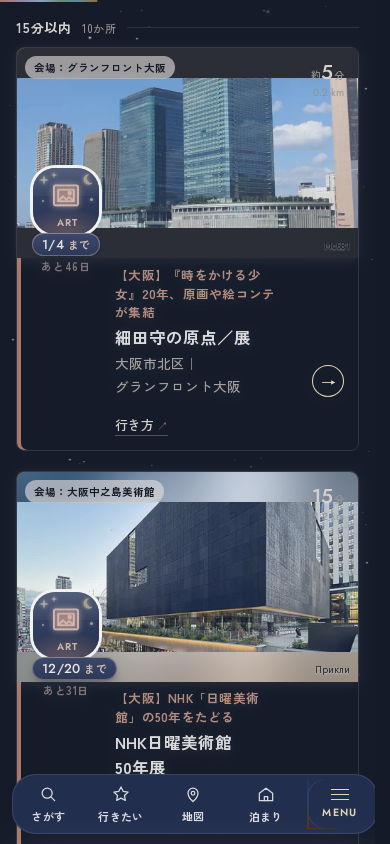 15分以内 10か所
会場：グランフロント大阪
約5分
0.2 km
ART
1/4 まで
あと46日
【大阪】『時をかける少
女』20年、原画や絵コンテ
が集結
細田守の原点／展
大阪市北区｜
グランフロント大阪
→
行き方 ↗
会場：大阪中之島美術館
15
ART
12/20 まで
あと31日
Прикли
【大阪】NHK「日曜美術
館」の50年をたどる
NHK日曜美術館
50年展
さがす
行きたい
地図
泊まり
MENU